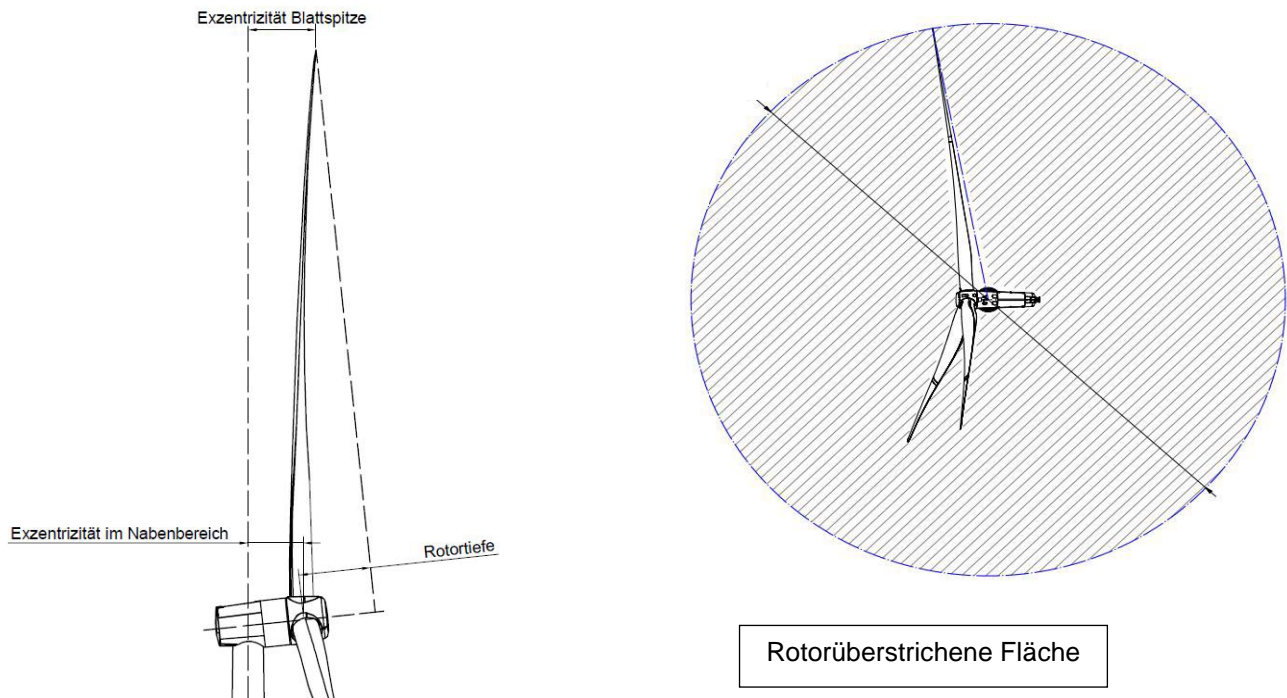 Exzentrizität Blattspitze
Exzentrizität im Nabenbereich
Rotortiefe
Rotorüberstrichene Fläche